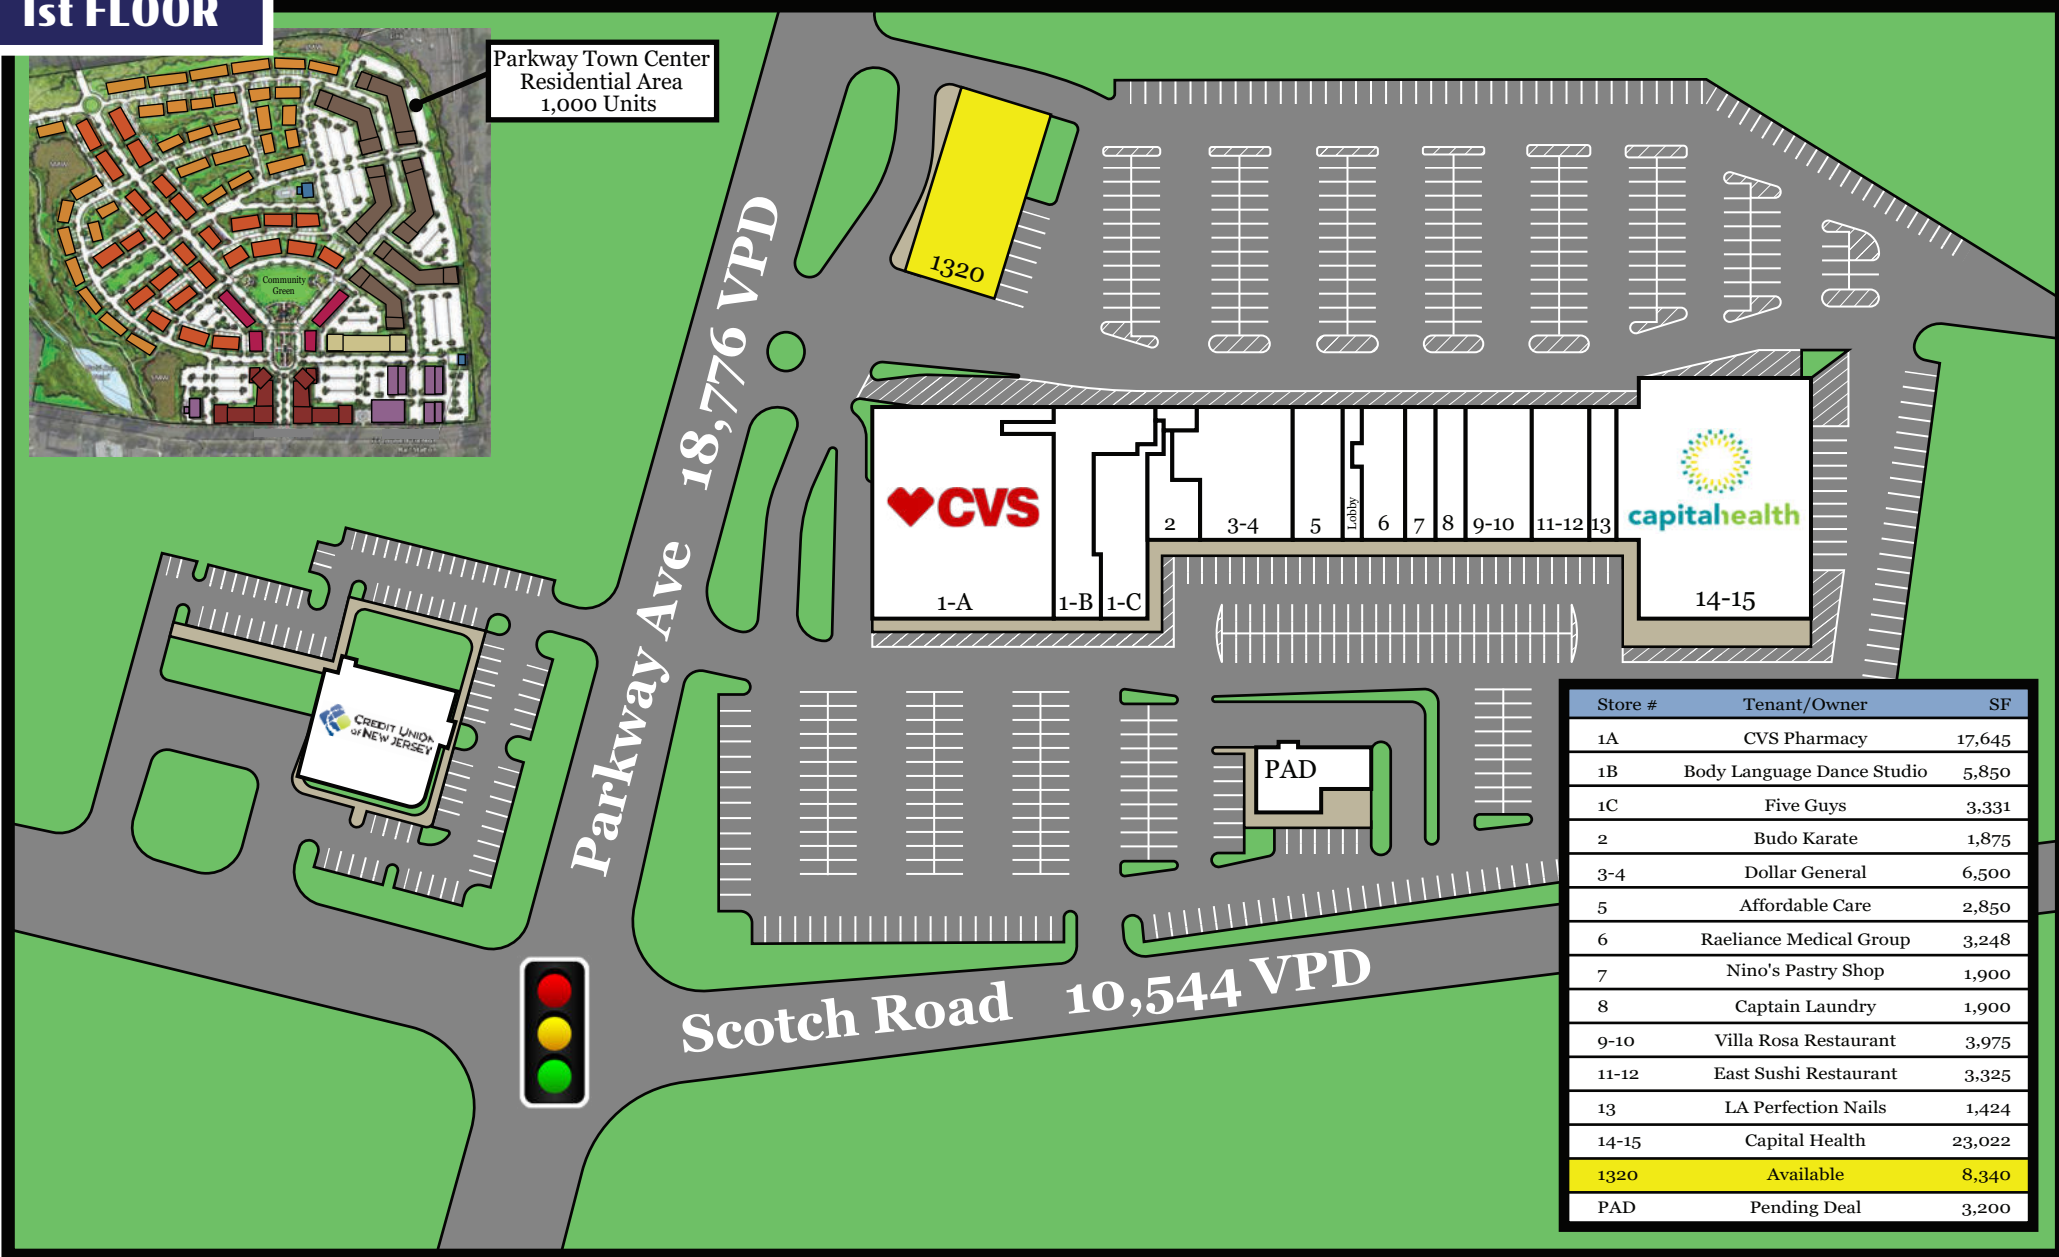 1st FLOOR
Parkway Town Center
Residential Area
1,000 Units
Community
Green
1320
18,776 VPD
Parkway Ave
CVS
1-A
1-B
1-C
2
3-4
5
Lobby
6
7
8
9-10
11-12
13
capitalhealth
14-15
CREDIT UNION
of NEW JERSEY
PAD
Scotch Road 10,544 VPD
Store # Tenant/Owner SF
1A CVS Pharmacy 17,645
1B Body Language Dance Studio 5,850
1C Five Guys 3,331
2 Budo Karate 1,875
3-4 Dollar General 6,500
5 Affordable Care 2,850
6 Raeliance Medical Group 3,248
7 Nino's Pastry Shop 1,900
8 Captain Laundry 1,900
9-10 Villa Rosa Restaurant 3,975
11-12 East Sushi Restaurant 3,325
13 LA Perfection Nails 1,424
14-15 Capital Health 23,022
1320 Available 8,340
PAD Pending Deal 3,200